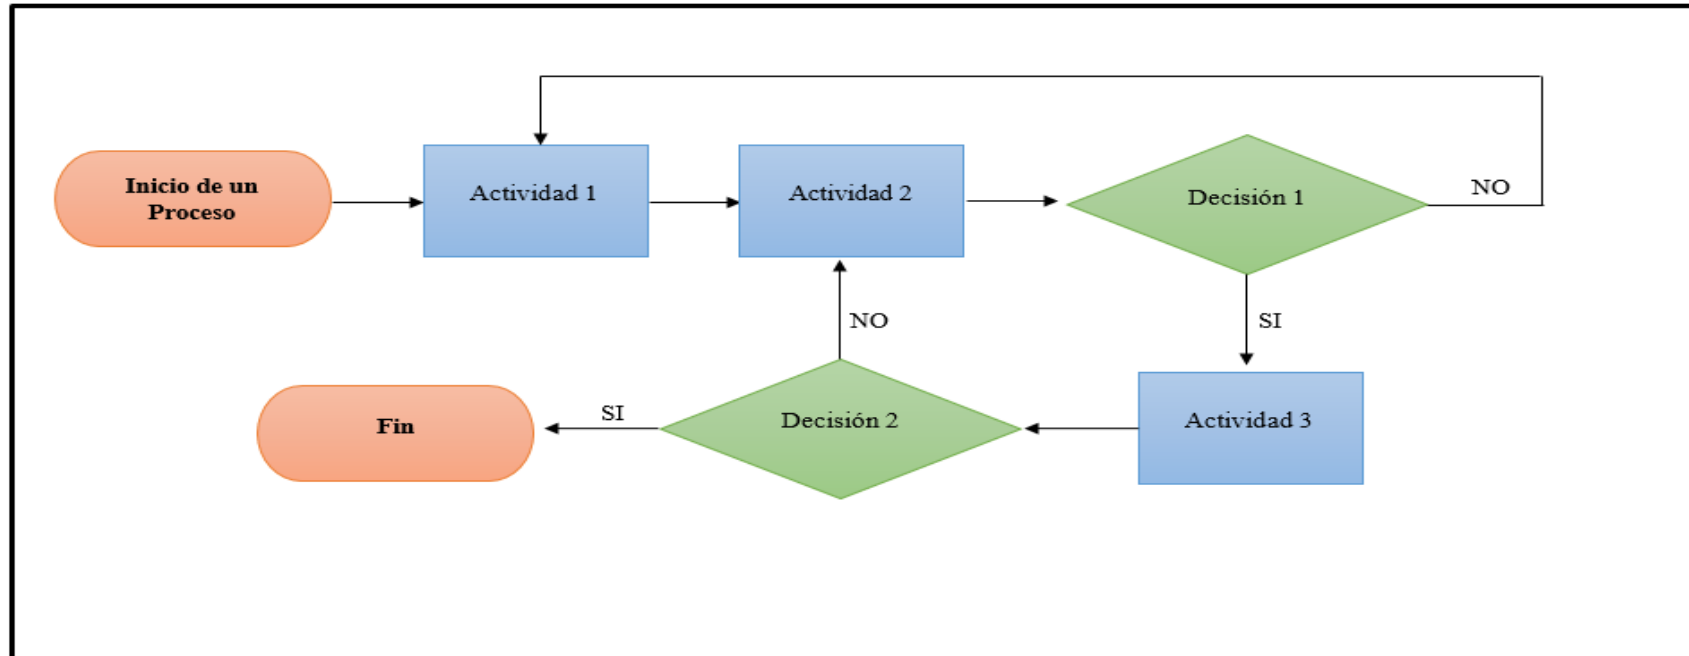 Inicio de un
Proceso
Actividad 1
Actividad 2
Decisión 1
NO
NO
SI
Fin
SI
Decisión 2
Actividad 3